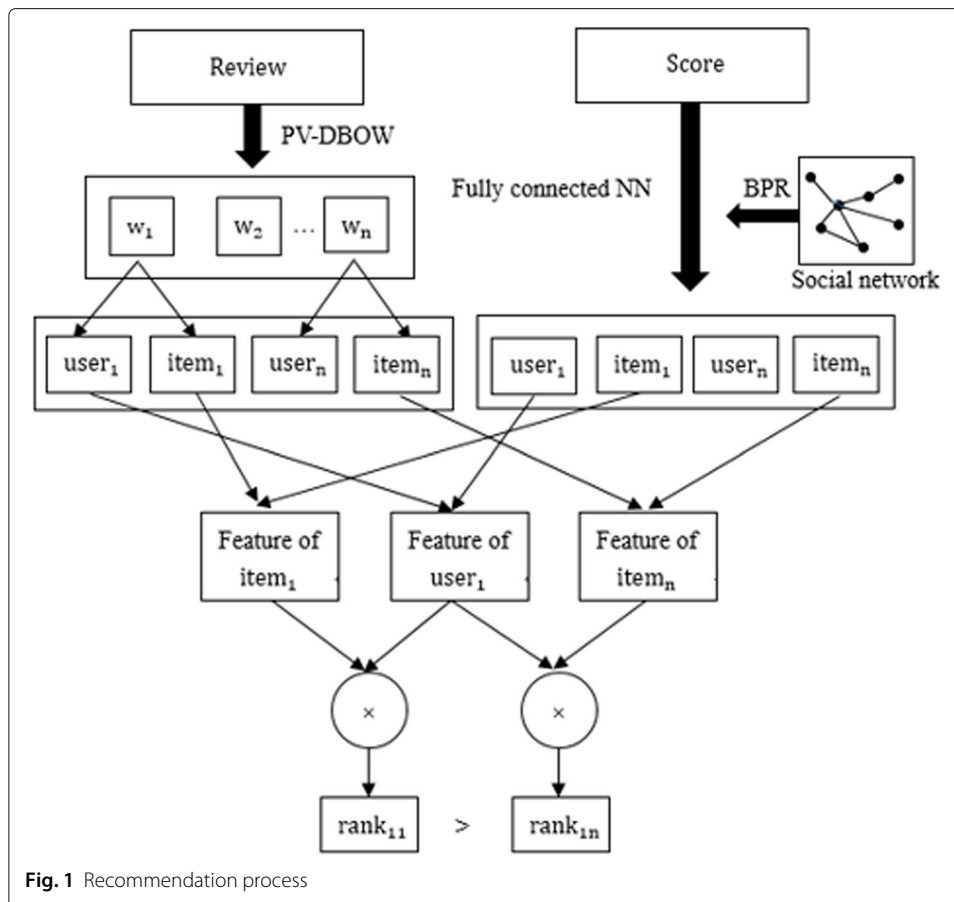 Review
Score
PV-DBOW
Fully connected NN
BPR
Social network
w₁
w₂
...
wₙ
user₁
item₁
userₙ
itemₙ
user₁
item₁
userₙ
itemₙ
Feature of
item₁
Feature of
user₁
Feature of
itemₙ
×
×
rank₁₁ > rank₁ₙ
Fig. 1 Recommendation process